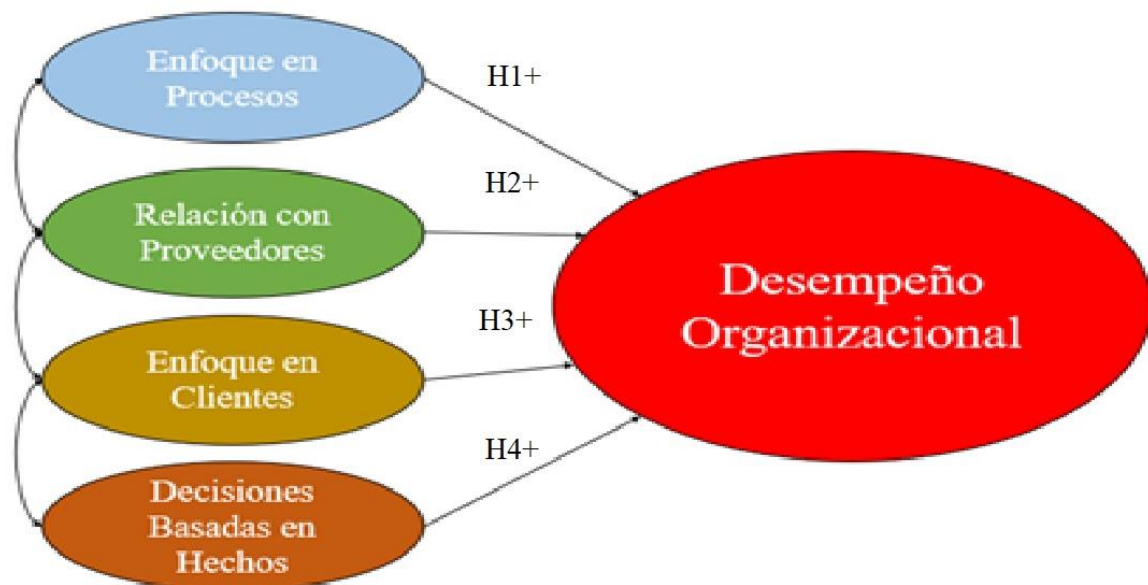 Enfoque en
Procesos
H1+
Relación con
Proveedores
H2+
Enfoque en
Clientes
H3+
Decisiones
Basadas en
Hechos
H4+
Desempeño
Organizacional